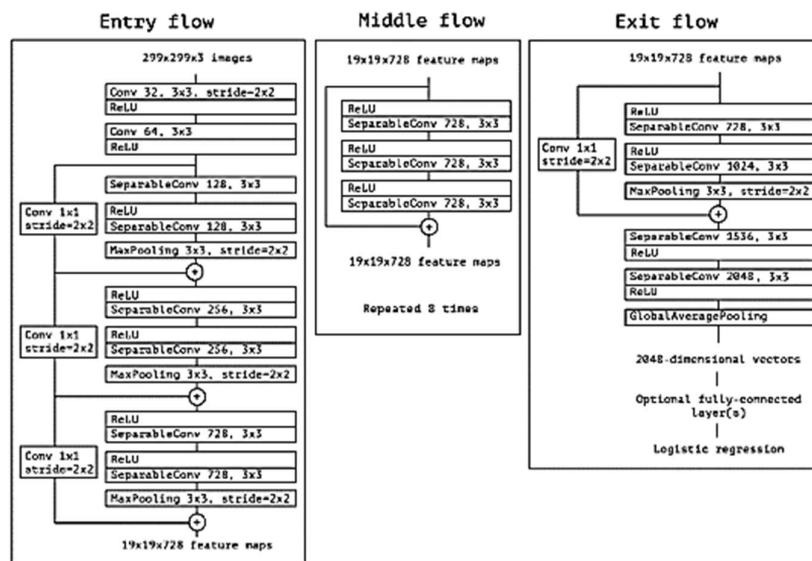 Entry flow
299x299x3 images
Conv 32, 3x3, stride=2x2
ReLU
Conv 64, 3x3
ReLU
SeparableConv 128, 3x3
Conv 1x1
stride=2x2
ReLU
SeparableConv 128, 3x3
MaxPooling 3x3, stride=2x2
+
ReLU
SeparableConv 256, 3x3
Conv 1x1
stride=2x2
ReLU
SeparableConv 256, 3x3
MaxPooling 3x3, stride=2x2
+
ReLU
SeparableConv 728, 3x3
Conv 1x1
stride=2x2
ReLU
SeparableConv 728, 3x3
MaxPooling 3x3, stride=2x2
+
19x19x728 feature maps
Middle flow
19x19x728 feature maps
ReLU
SeparableConv 728, 3x3
ReLU
SeparableConv 728, 3x3
ReLU
SeparableConv 728, 3x3
+
19x19x728 feature maps
Repeated 8 times
Exit flow
19x19x728 feature maps
ReLU
SeparableConv 728, 3x3
Conv 1x1
stride=2x2
ReLU
SeparableConv 1024, 3x3
MaxPooling 3x3, stride=2x2
+
SeparableConv 1536, 3x3
ReLU
SeparableConv 2048, 3x3
ReLU
GlobalAveragePooling
2048-dimensional vectors
Optional fully-connected
layer(s)
Logistic regression